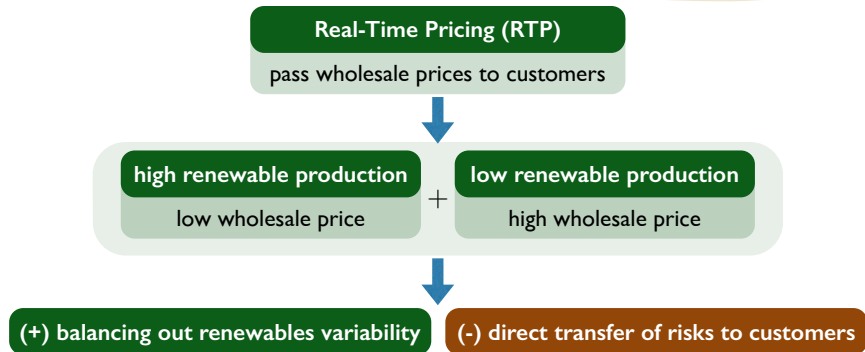 Real-Time Pricing (RTP)
pass wholesale prices to customers
high renewable production
low wholesale price
+
low renewable production
high wholesale price
(+) balancing out renewables variability
(-) direct transfer of risks to customers